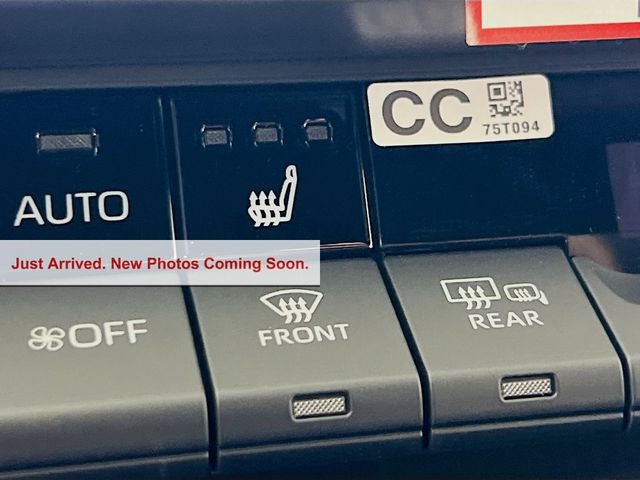 CC
75T094
AUTO
Just Arrived. New Photos Coming Soon.
OFF
FRONT
REAR